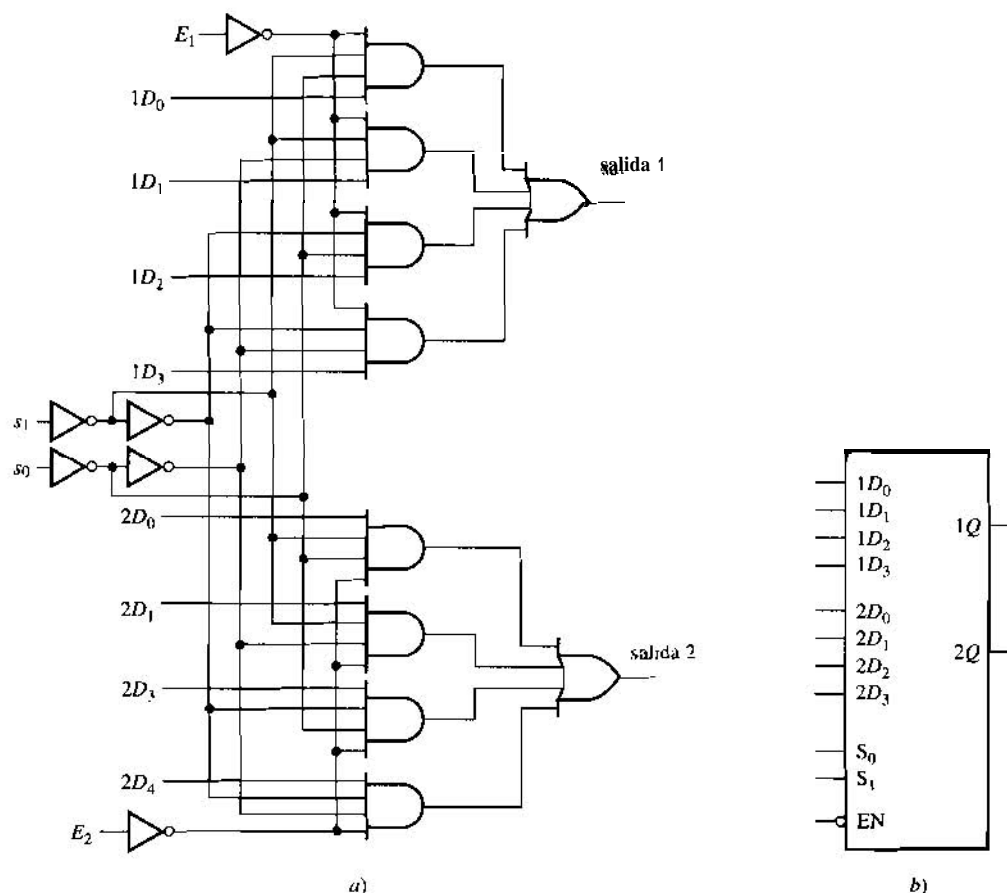 E₁
1D₀
1D₁
1D₂
1D₃
s₁
s₀
2D₀
2D₁
2D₃
2D₄
E₂
salida 1
salida 2
a)
1D₀
1D₁
1D₂
1D₃
2D₀
2D₁
2D₂
2D₃
S₀
S₁
EN
1Q
2Q
b)